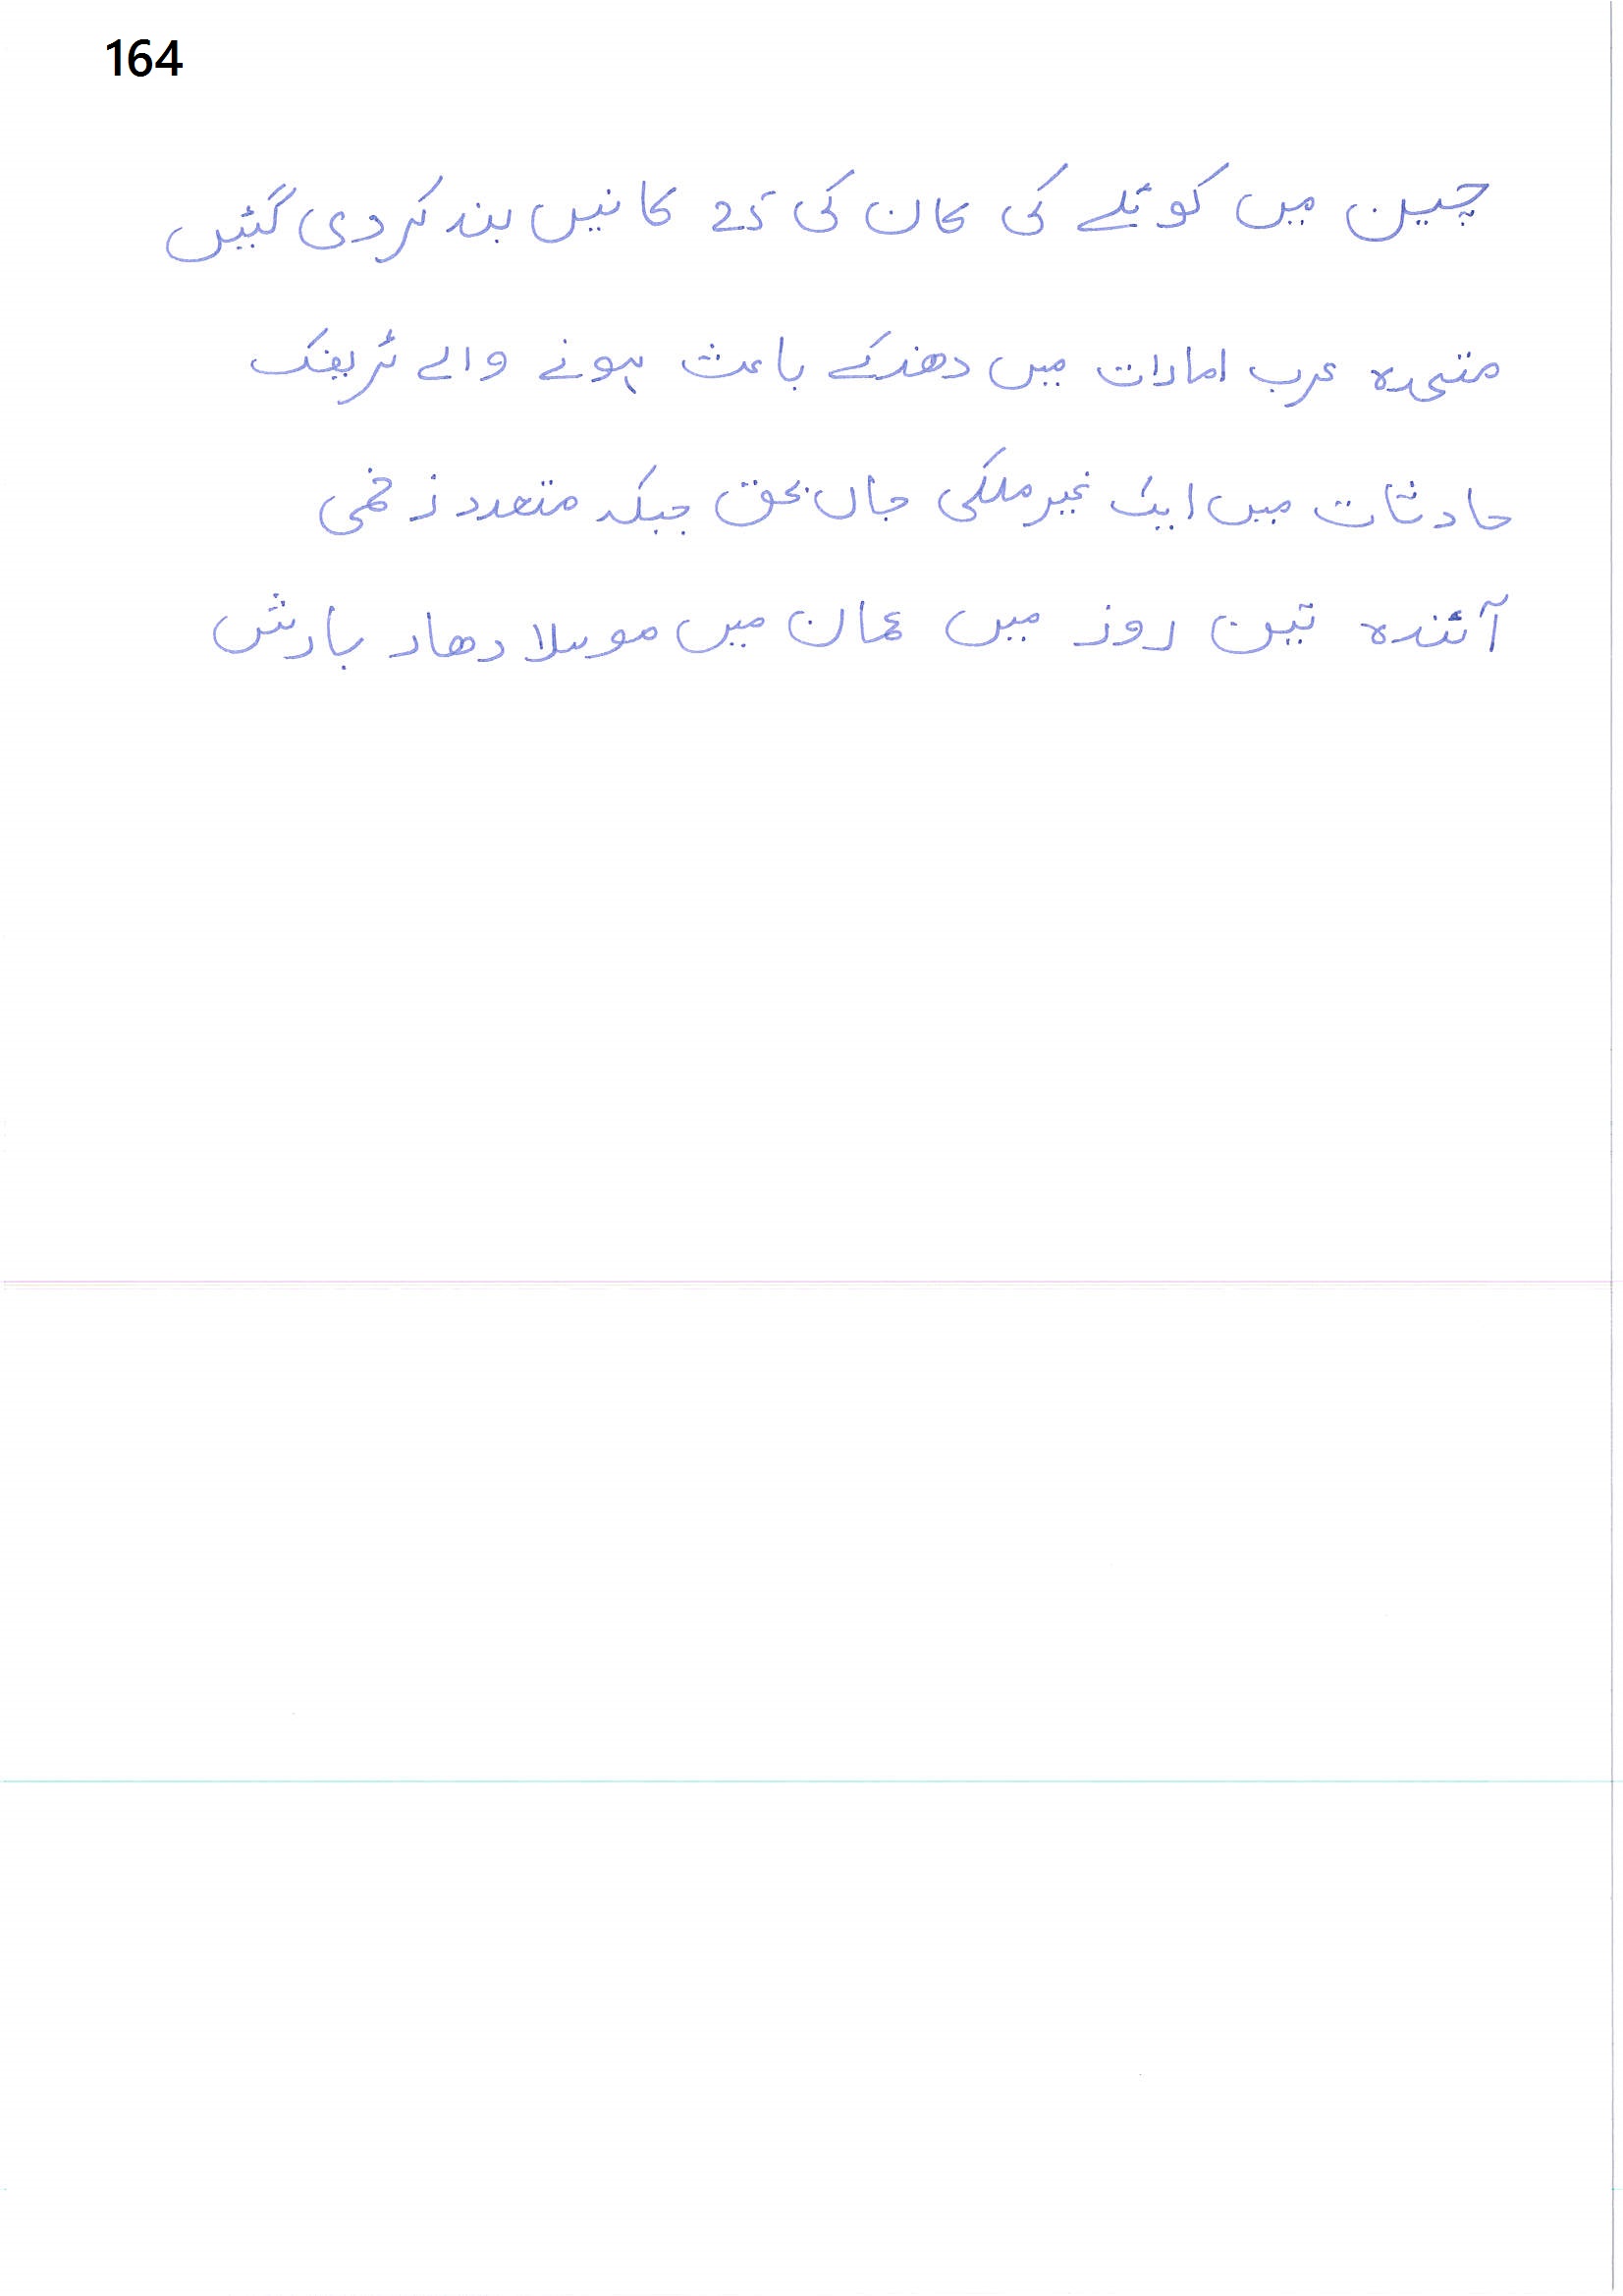 164
چین میں کوئلے کی کان کی 25 کانیں بند کر دی گئیں
متحدہ عرب امارات میں دھند کے باعث ہونے والے ٹریفک
حادثات میں ایک غیر ملکی جاں بحق جبکہ متعدد زخمی
آئندہ تین روز میں عمان میں موسلا دھار بارش